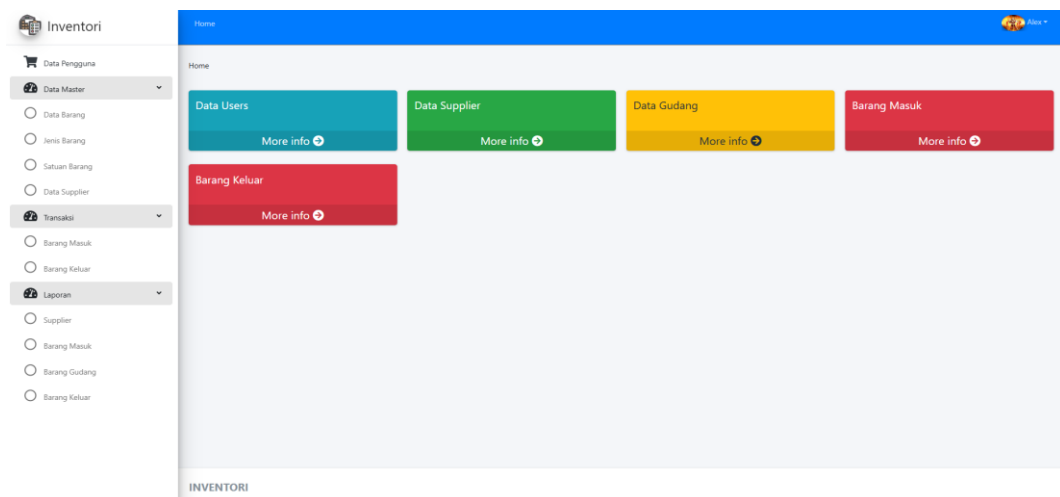 Inventori
Data Pengguna
Data Master
Data Barang
Jenis Barang
Satuan Barang
Data Supplier
Transaksi
Barang Masuk
Barang Keluar
Laporan
Supplier
Barang Masuk
Barang Gudang
Barang Keluar
Home
Alex
Home
Data Users
More info
Data Supplier
More info
Data Gudang
More info
Barang Masuk
More info
Barang Keluar
More info
INVENTORI